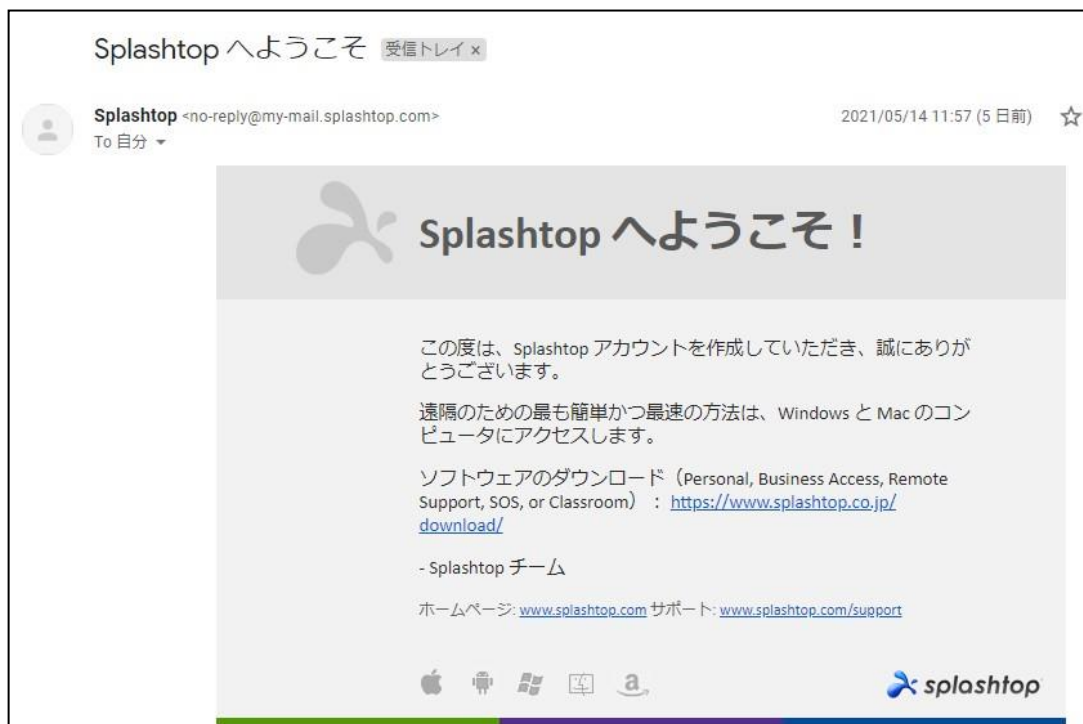 Splashtop へようこそ 受信トレイ ×
Splashtop <no-reply@my-mail.splashtop.com>
2021/05/14 11:57 (5 日前)
To 自分
Splashtop へようこそ！
この度は、Splashtop アカウントを作成していただき、誠にありが
とうございます。
遠隔のための最も簡単かつ最速の方法は、Windows と Mac のコン
ピュータにアクセスします。
ソフトウェアのダウンロード（Personal, Business Access, Remote
Support, SOS, or Classroom）：https://www.splashtop.co.jp/
download/
- Splashtop チーム
ホームページ: www.splashtop.com サポート: www.splashtop.com/support
splashtop